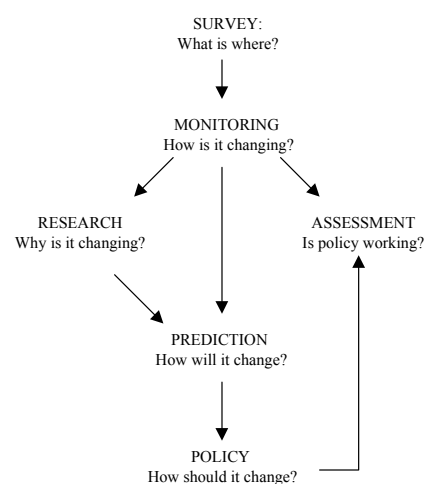 SURVEY:
What is where?
MONITORING
How is it changing?
RESEARCH
Why is it changing?
ASSESSMENT
Is policy working?
PREDICTION
How will it change?
POLICY
How should it change?